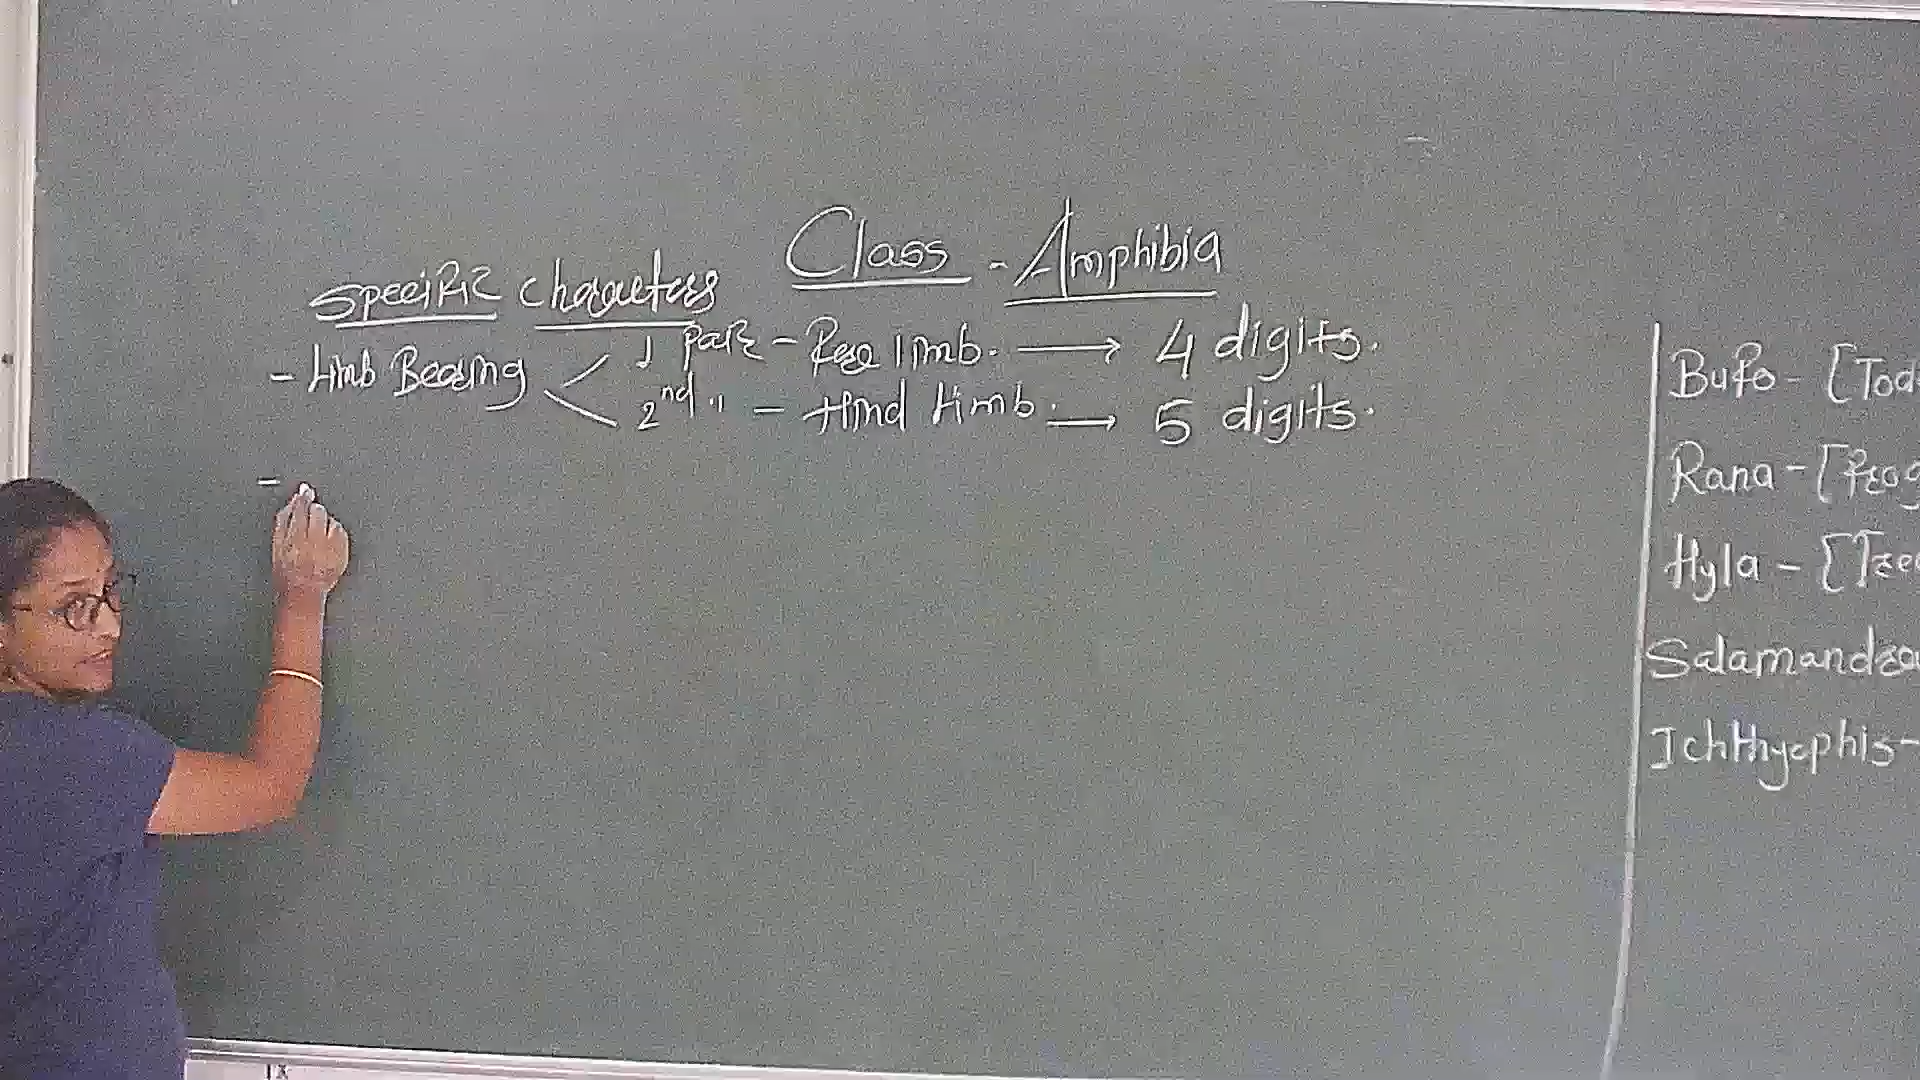 Class - Amphibia
Specific characters
- Limb Bearing
1 pair - Fore limb. → 4 digits.
2nd " - Hind limb. → 5 digits.
-
Bufo - [Tod
Rana - [Frog
Hyla - [Tree
Salamandra
Ichthyophis -